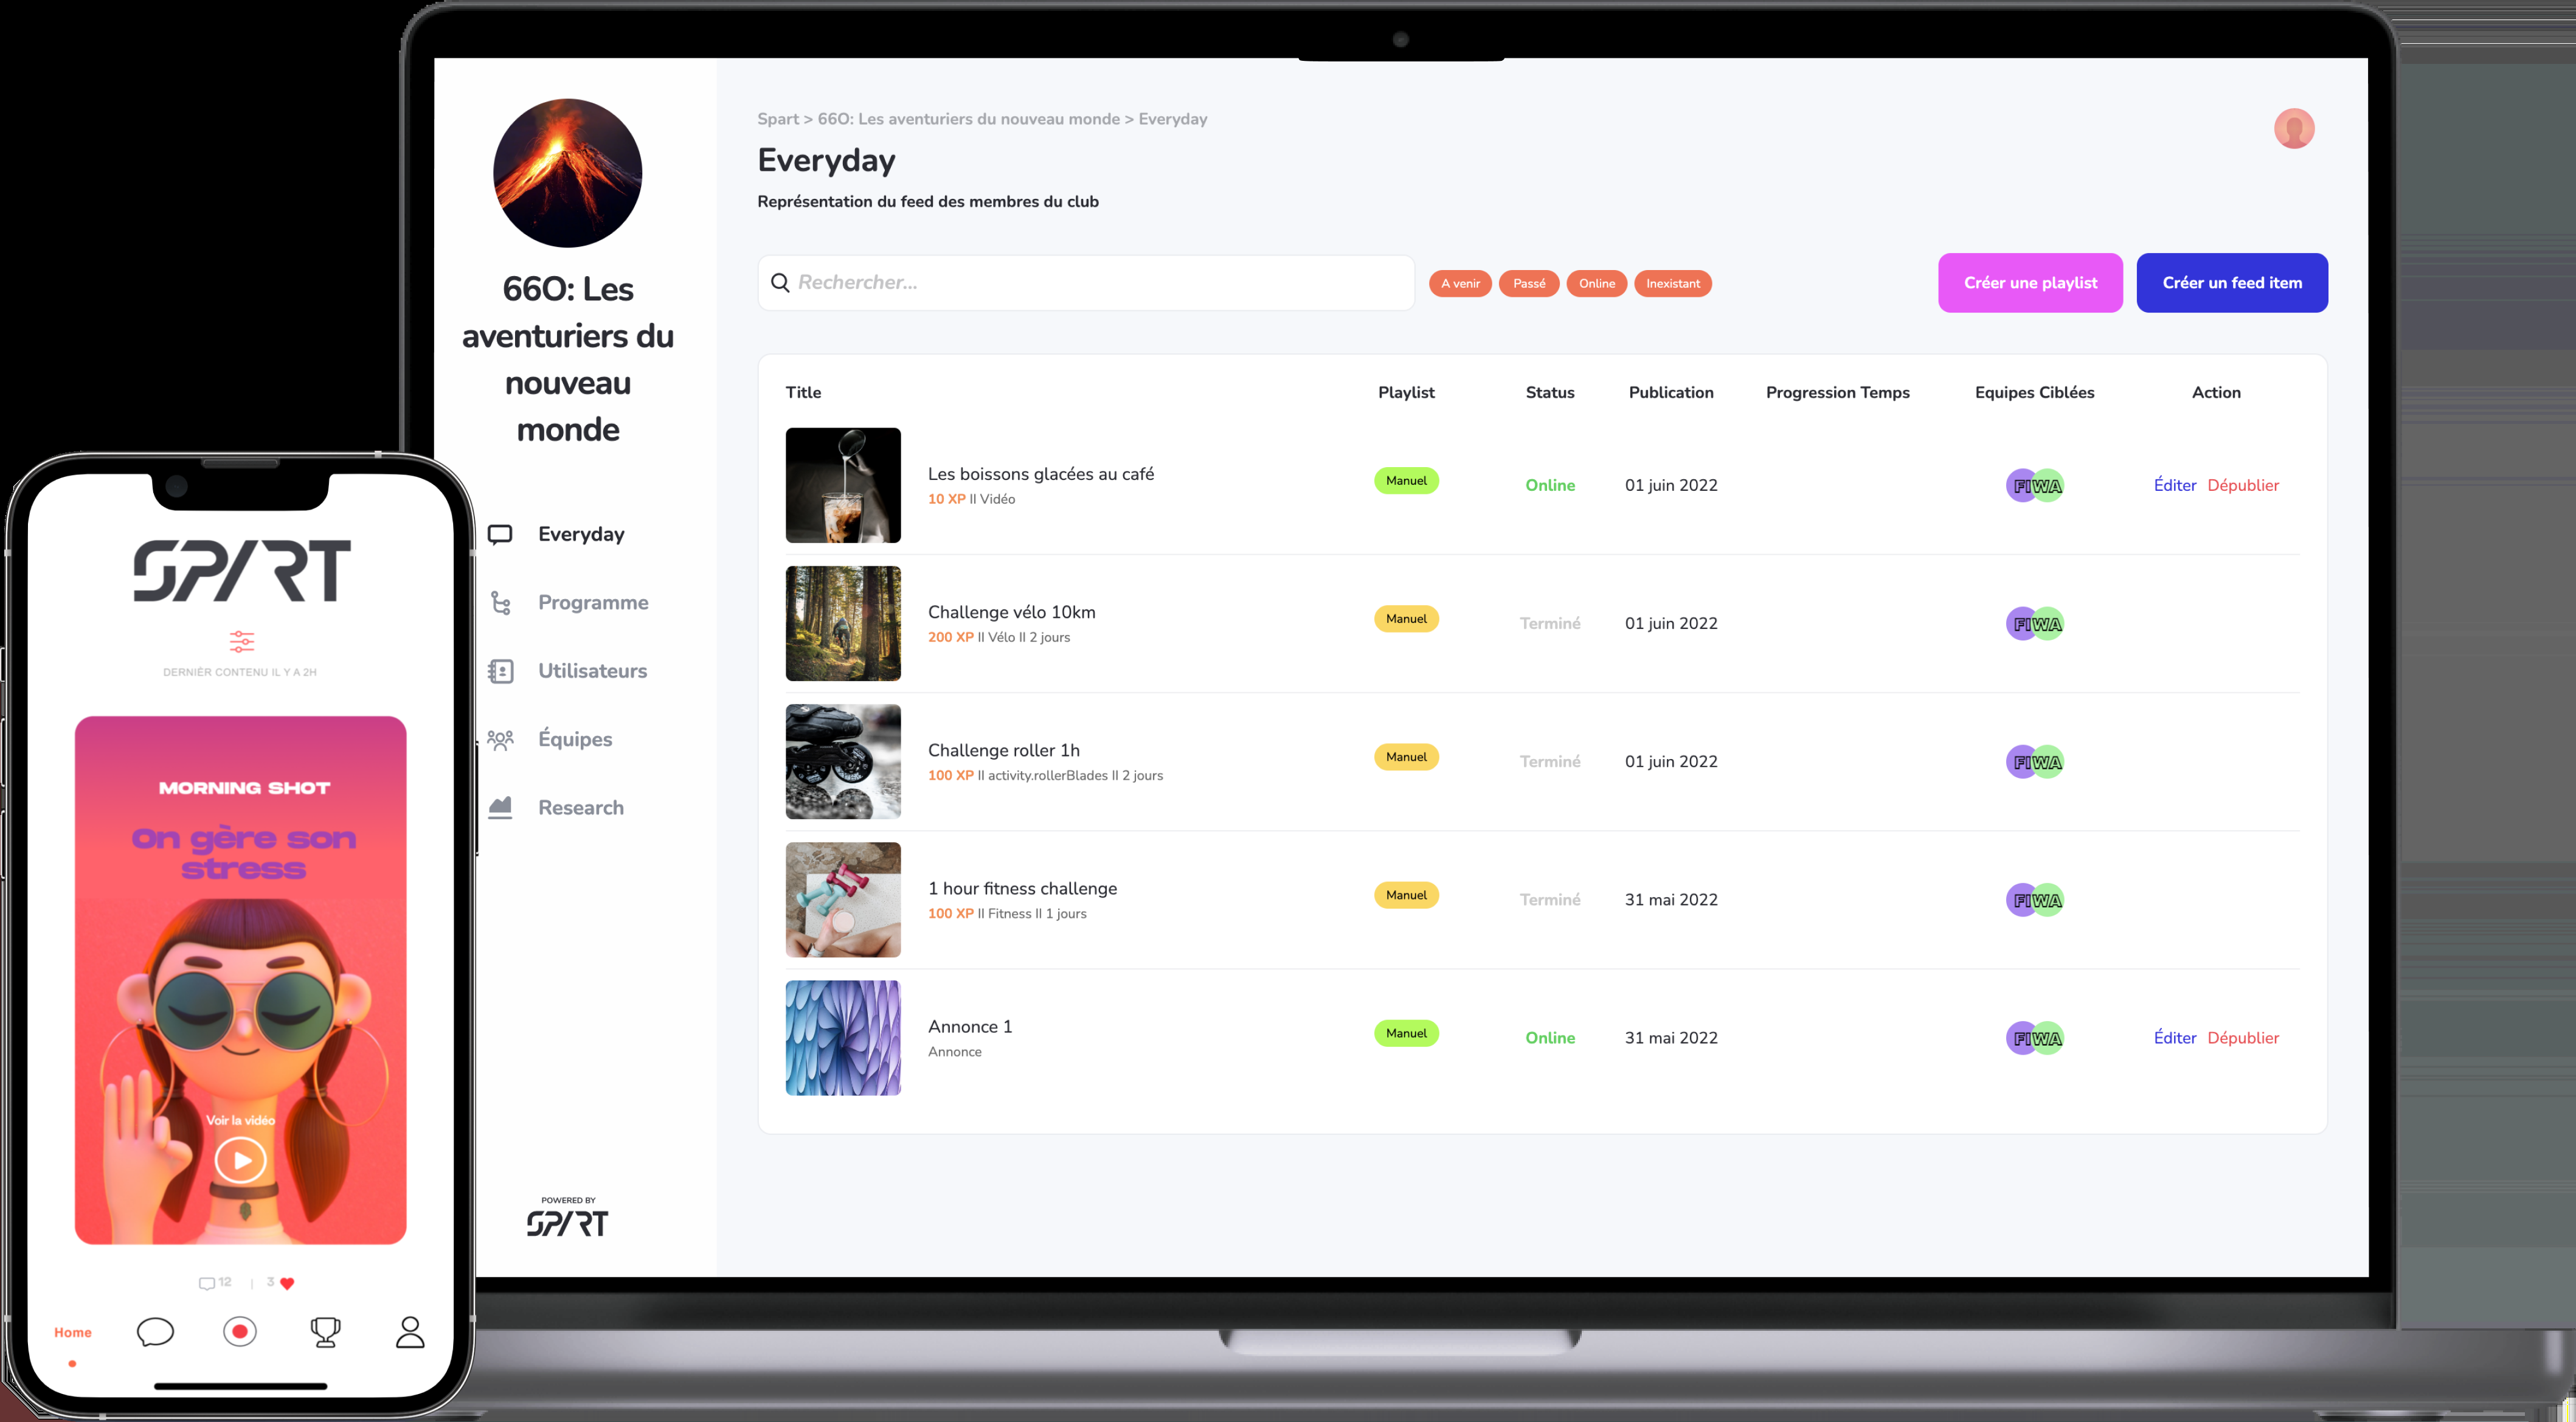 Spart > 66O: Les aventuriers du nouveau monde > Everyday
Everyday
Représentation du feed des membres du club
Rechercher...
A venir
Passé
Online
Inexistant
Créer une playlist
Créer un feed item
66O: Les
aventuriers du
nouveau
monde
Everyday
Programme
Utilisateurs
Équipes
Research
POWERED BY
SPART
Title
Playlist
Status
Publication
Progression Temps
Equipes Ciblées
Action
Les boissons glacées au café
10 XP II Vidéo
Manuel
Online
01 juin 2022
FIWA
Éditer
Dépublier
Challenge vélo 10km
200 XP II Vélo II 2 jours
Manuel
Terminé
01 juin 2022
FIWA
Challenge roller 1h
100 XP II activity.rollerBlades II 2 jours
Manuel
Terminé
01 juin 2022
FIWA
1 hour fitness challenge
100 XP II Fitness II 1 jours
Manuel
Terminé
31 mai 2022
FIWA
Annonce 1
Annonce
Manuel
Online
31 mai 2022
FIWA
Éditer
Dépublier
SPART
DERNIÈR CONTENU IL Y A 2H
MORNING SHOT
On gère son
stress
Voir la vidéo
12 | 3
Home